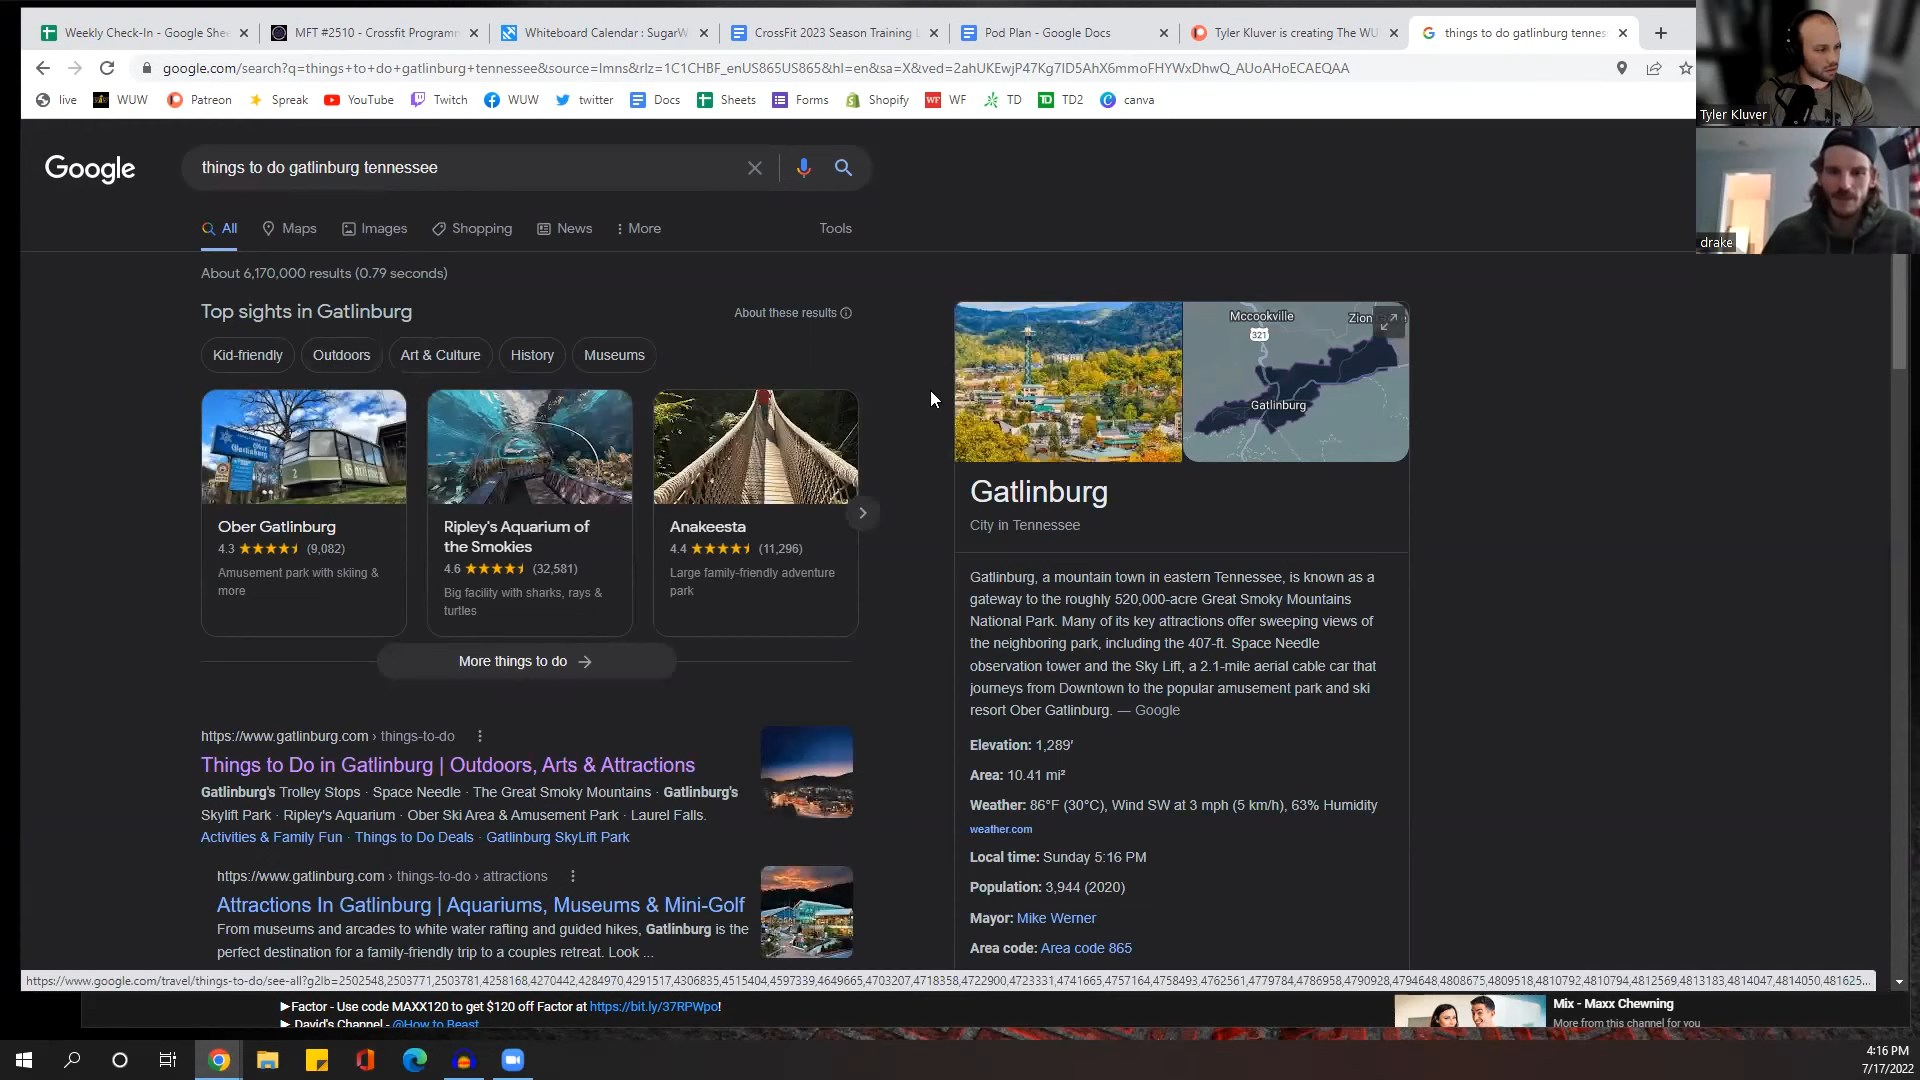 Weekly Check-In - Google Shee
MFT #2510 - Crossfit Programm
Whiteboard Calendar : SugarW
CrossFit 2023 Season Training
Pod Plan - Google Docs
Tyler Kluver is creating The WU
things to do gatlinburg tennes
google.com/search?q=things+to+do+gatlinburg+tennessee&source=lmns&rlz=1C1CHBF_enUS865US865&hl=en&sa=X&ved=2ahUKEwjP47Kg7ID5AhX6mmoFHYWxDhwQ_AUoAHoECAEQAA
live
WUW
Patreon
Spreak
YouTube
Twitch
WUW
twitter
Docs
Sheets
Forms
Shopify
WF
TD
TD2
canva
Tyler Kluver
drake
Google
things to do gatlinburg tennessee
All
Maps
Images
Shopping
News
More
Tools
About 6,170,000 results (0.79 seconds)
Top sights in Gatlinburg
About these results
Kid-friendly
Outdoors
Art & Culture
History
Museums
Ober Gatlinburg
4.3 (9,082)
Amusement park with skiing &
more
Ripley's Aquarium of
the Smokies
4.6 (32,581)
Big facility with sharks, rays &
turtles
Anakeesta
4.4 (11,296)
Large family-friendly adventure
park
More things to do
https://www.gatlinburg.com › things-to-do
Things to Do in Gatlinburg | Outdoors, Arts & Attractions
Gatlinburg's Trolley Stops · Space Needle · The Great Smoky Mountains · Gatlinburg's
Skylift Park · Ripley's Aquarium · Ober Ski Area & Amusement Park · Laurel Falls.
Activities & Family Fun · Things to Do Deals · Gatlinburg SkyLift Park
https://www.gatlinburg.com › things-to-do › attractions
Attractions In Gatlinburg | Aquariums, Museums & Mini-Golf
From museums and arcades to white water rafting and guided hikes, Gatlinburg is the
perfect destination for a family-friendly trip to a couples retreat. Look ...
Mccookville
321
Zion
Gatlinburg
Gatlinburg
City in Tennessee
Gatlinburg, a mountain town in eastern Tennessee, is known as a
gateway to the roughly 520,000-acre Great Smoky Mountains
National Park. Many of its key attractions offer sweeping views of
the neighboring park, including the 407-ft. Space Needle
observation tower and the Sky Lift, a 2.1-mile aerial cable car that
journeys from Downtown to the popular amusement park and ski
resort Ober Gatlinburg. — Google
Elevation: 1,289′
Area: 10.41 mi²
Weather: 86°F (30°C), Wind SW at 3 mph (5 km/h), 63% Humidity
weather.com
Local time: Sunday 5:16 PM
Population: 3,944 (2020)
Mayor: Mike Werner
Area code: Area code 865
https://www.google.com/travel/things-to-do/see-all?g2lb=2502548,2503771,2503781,4258168,4270442,4284970,4291517,4306835,4515404,4597339,4649665,4703207,4718358,4722900,4723331,4741665,4757164,4758493,4762561,4779784,4786958,4790928,4794648,4808675,4809518,4810792,4810794,4812569,4813183,4814047,4814050,481625...
►Factor - Use code MAXX120 to get $120 off Factor at https://bit.ly/37RPWpo!
► David's Channel - @How to Beast
Mix - Maxx Chewning
More from this channel for you
4:16 PM
7/17/2022